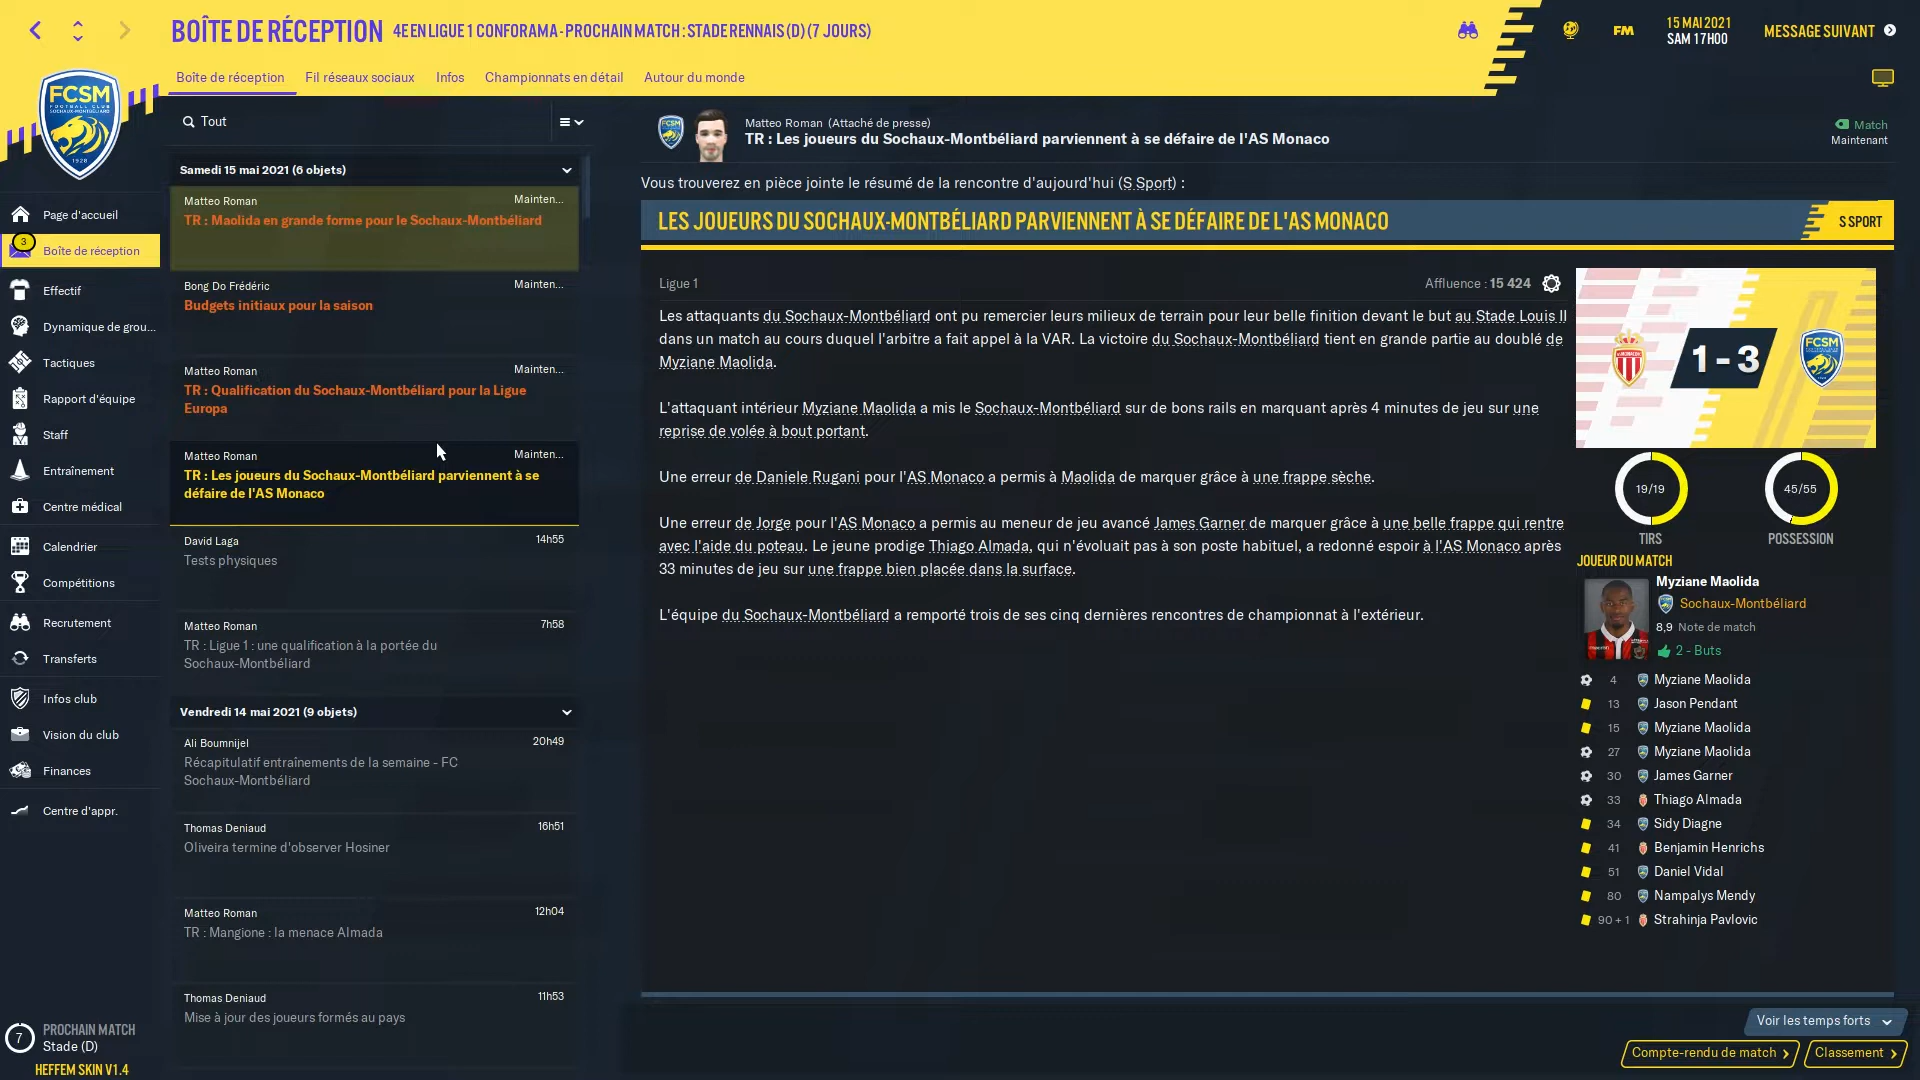 BOÎTE DE RÉCEPTION
4E EN LIGUE 1 CONFORAMA - PROCHAIN MATCH : STADE RENNAIS (D) (7 JOURS)
FM
15 MAI 2021
SAM 17H00
MESSAGE SUIVANT
Boîte de réception
Fil réseaux sociaux
Infos
Championnats en détail
Autour du monde
FCSM
FOOTBALL CLUB
SOCHAUX-MONTBÉLIARD
1928
Page d'accueil
3
Boîte de réception
Effectif
Dynamique de grou...
Tactiques
Rapport d'équipe
Staff
Entraînement
Centre médical
Calendrier
Compétitions
Recrutement
Transferts
Infos club
Vision du club
Finances
Centre d'appr.
7
PROCHAIN MATCH
Stade (D)
HEFFEM SKIN V1.4
Tout
Samedi 15 mai 2021 (6 objets)
Matteo Roman
Mainten...
TR : Maolida en grande forme pour le Sochaux-Montbéliard
Bong Do Frédéric
Mainten...
Budgets initiaux pour la saison
Matteo Roman
Mainten...
TR : Qualification du Sochaux-Montbéliard pour la Ligue
Europa
Matteo Roman
Mainten...
TR : Les joueurs du Sochaux-Montbéliard parviennent à se
défaire de l'AS Monaco
David Laga
14h55
Tests physiques
Matteo Roman
7h58
TR : Ligue 1 : une qualification à la portée du
Sochaux-Montbéliard
Vendredi 14 mai 2021 (9 objets)
Ali Boumnijel
20h49
Récapitulatif entraînements de la semaine - FC
Sochaux-Montbéliard
Thomas Deniaud
16h51
Oliveira termine d'observer Hosiner
Matteo Roman
12h04
TR : Mangione : la menace Almada
Thomas Deniaud
11h53
Mise à jour des joueurs formés au pays
FCSM
Matteo Roman (Attaché de presse)
TR : Les joueurs du Sochaux-Montbéliard parviennent à se défaire de l'AS Monaco
Match
Maintenant
Vous trouverez en pièce jointe le résumé de la rencontre d'aujourd'hui (S Sport) :
LES JOUEURS DU SOCHAUX-MONTBÉLIARD PARVIENNENT À SE DÉFAIRE DE L'AS MONACO
S SPORT
Ligue 1
Affluence : 15 424
Les attaquants du Sochaux-Montbéliard ont pu remercier leurs milieux de terrain pour leur belle finition devant le but au Stade Louis II
dans un match au cours duquel l'arbitre a fait appel à la VAR. La victoire du Sochaux-Montbéliard tient en grande partie au doublé de
Myziane Maolida.
L'attaquant intérieur Myziane Maolida a mis le Sochaux-Montbéliard sur de bons rails en marquant après 4 minutes de jeu sur une
reprise de volée à bout portant.
Une erreur de Daniele Rugani pour l'AS Monaco a permis à Maolida de marquer grâce à une frappe sèche.
Une erreur de Jorge pour l'AS Monaco a permis au meneur de jeu avancé James Garner de marquer grâce à une belle frappe qui rentre
avec l'aide du poteau. Le jeune prodige Thiago Almada, qui n'évoluait pas à son poste habituel, a redonné espoir à l'AS Monaco après
33 minutes de jeu sur une frappe bien placée dans la surface.
L'équipe du Sochaux-Montbéliard a remporté trois de ses cinq dernières rencontres de championnat à l'extérieur.
1 - 3
FCSM
19/19
TIRS
45/55
POSSESSION
JOUEUR DU MATCH
Myziane Maolida
Sochaux-Montbéliard
8,9 Note de match
2 - Buts
4 Myziane Maolida
13 Jason Pendant
15 Myziane Maolida
27 Myziane Maolida
30 James Garner
33 Thiago Almada
34 Sidy Diagne
41 Benjamin Henrichs
51 Daniel Vidal
80 Nampalys Mendy
90 + 1 Strahinja Pavlovic
Voir les temps forts
Compte-rendu de match
Classement